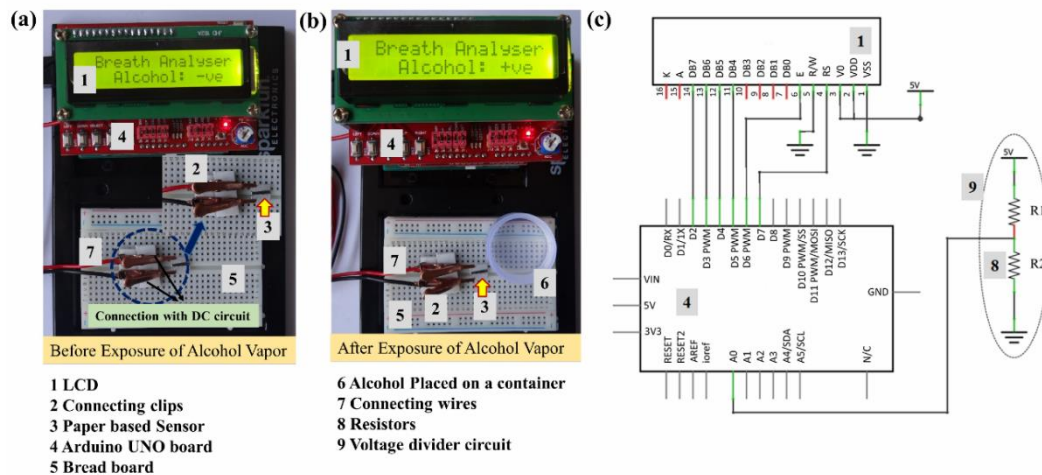 (a)
VSS OFF
Breath Analyser
Alcohol: -ve
1
4
sparkfun
ELECTRONICS
2
3
7
5
Connection with DC circuit
Before Exposure of Alcohol Vapor
1 LCD
2 Connecting clips
3 Paper based Sensor
4 Arduino UNO board
5 Bread board
(b)
Breath Analyser
Alcohol: +ve
1
4
7
5
2
3
6
After Exposure of Alcohol Vapor
6 Alcohol Placed on a container
7 Connecting wires
8 Resistors
9 Voltage divider circuit
(c)
1
K A DB7 DB6 DB5 DB4 DB3 DB2 DB1 DB0 E R/W RS V0 VDD VSS
16 15 14 13 12 11 10 9 8 7 6 5 4 3 2 1
5V
5V
9
R1
8
R2
D0/RX D1/1X D2 D3 PWM D4 D5 PWM D6 PWM D7 D8 D9 PWM D10 PWM/SS D11 PWM/MOSI D12/MISO D13/SCK
VIN
5V
3V3
4
GND
RESET RESET2 AREF ioref A0 A1 A2 A3 A4/SDA A5/SCL N/C